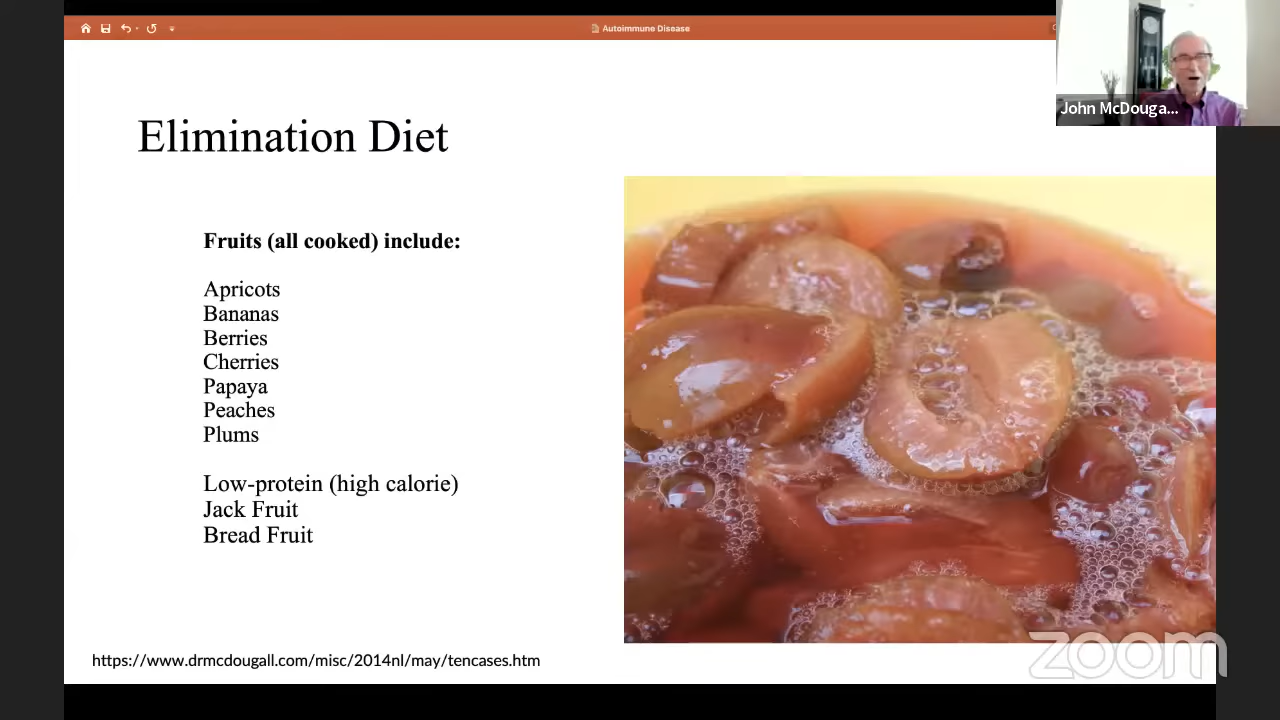 Autoimmune Disease
John McDouga...
Elimination Diet
Fruits (all cooked) include:
Apricots
Bananas
Berries
Cherries
Papaya
Peaches
Plums
Low-protein (high calorie)
Jack Fruit
Bread Fruit
https://www.drmcdougall.com/misc/2014nl/may/tencases.htm
zoom